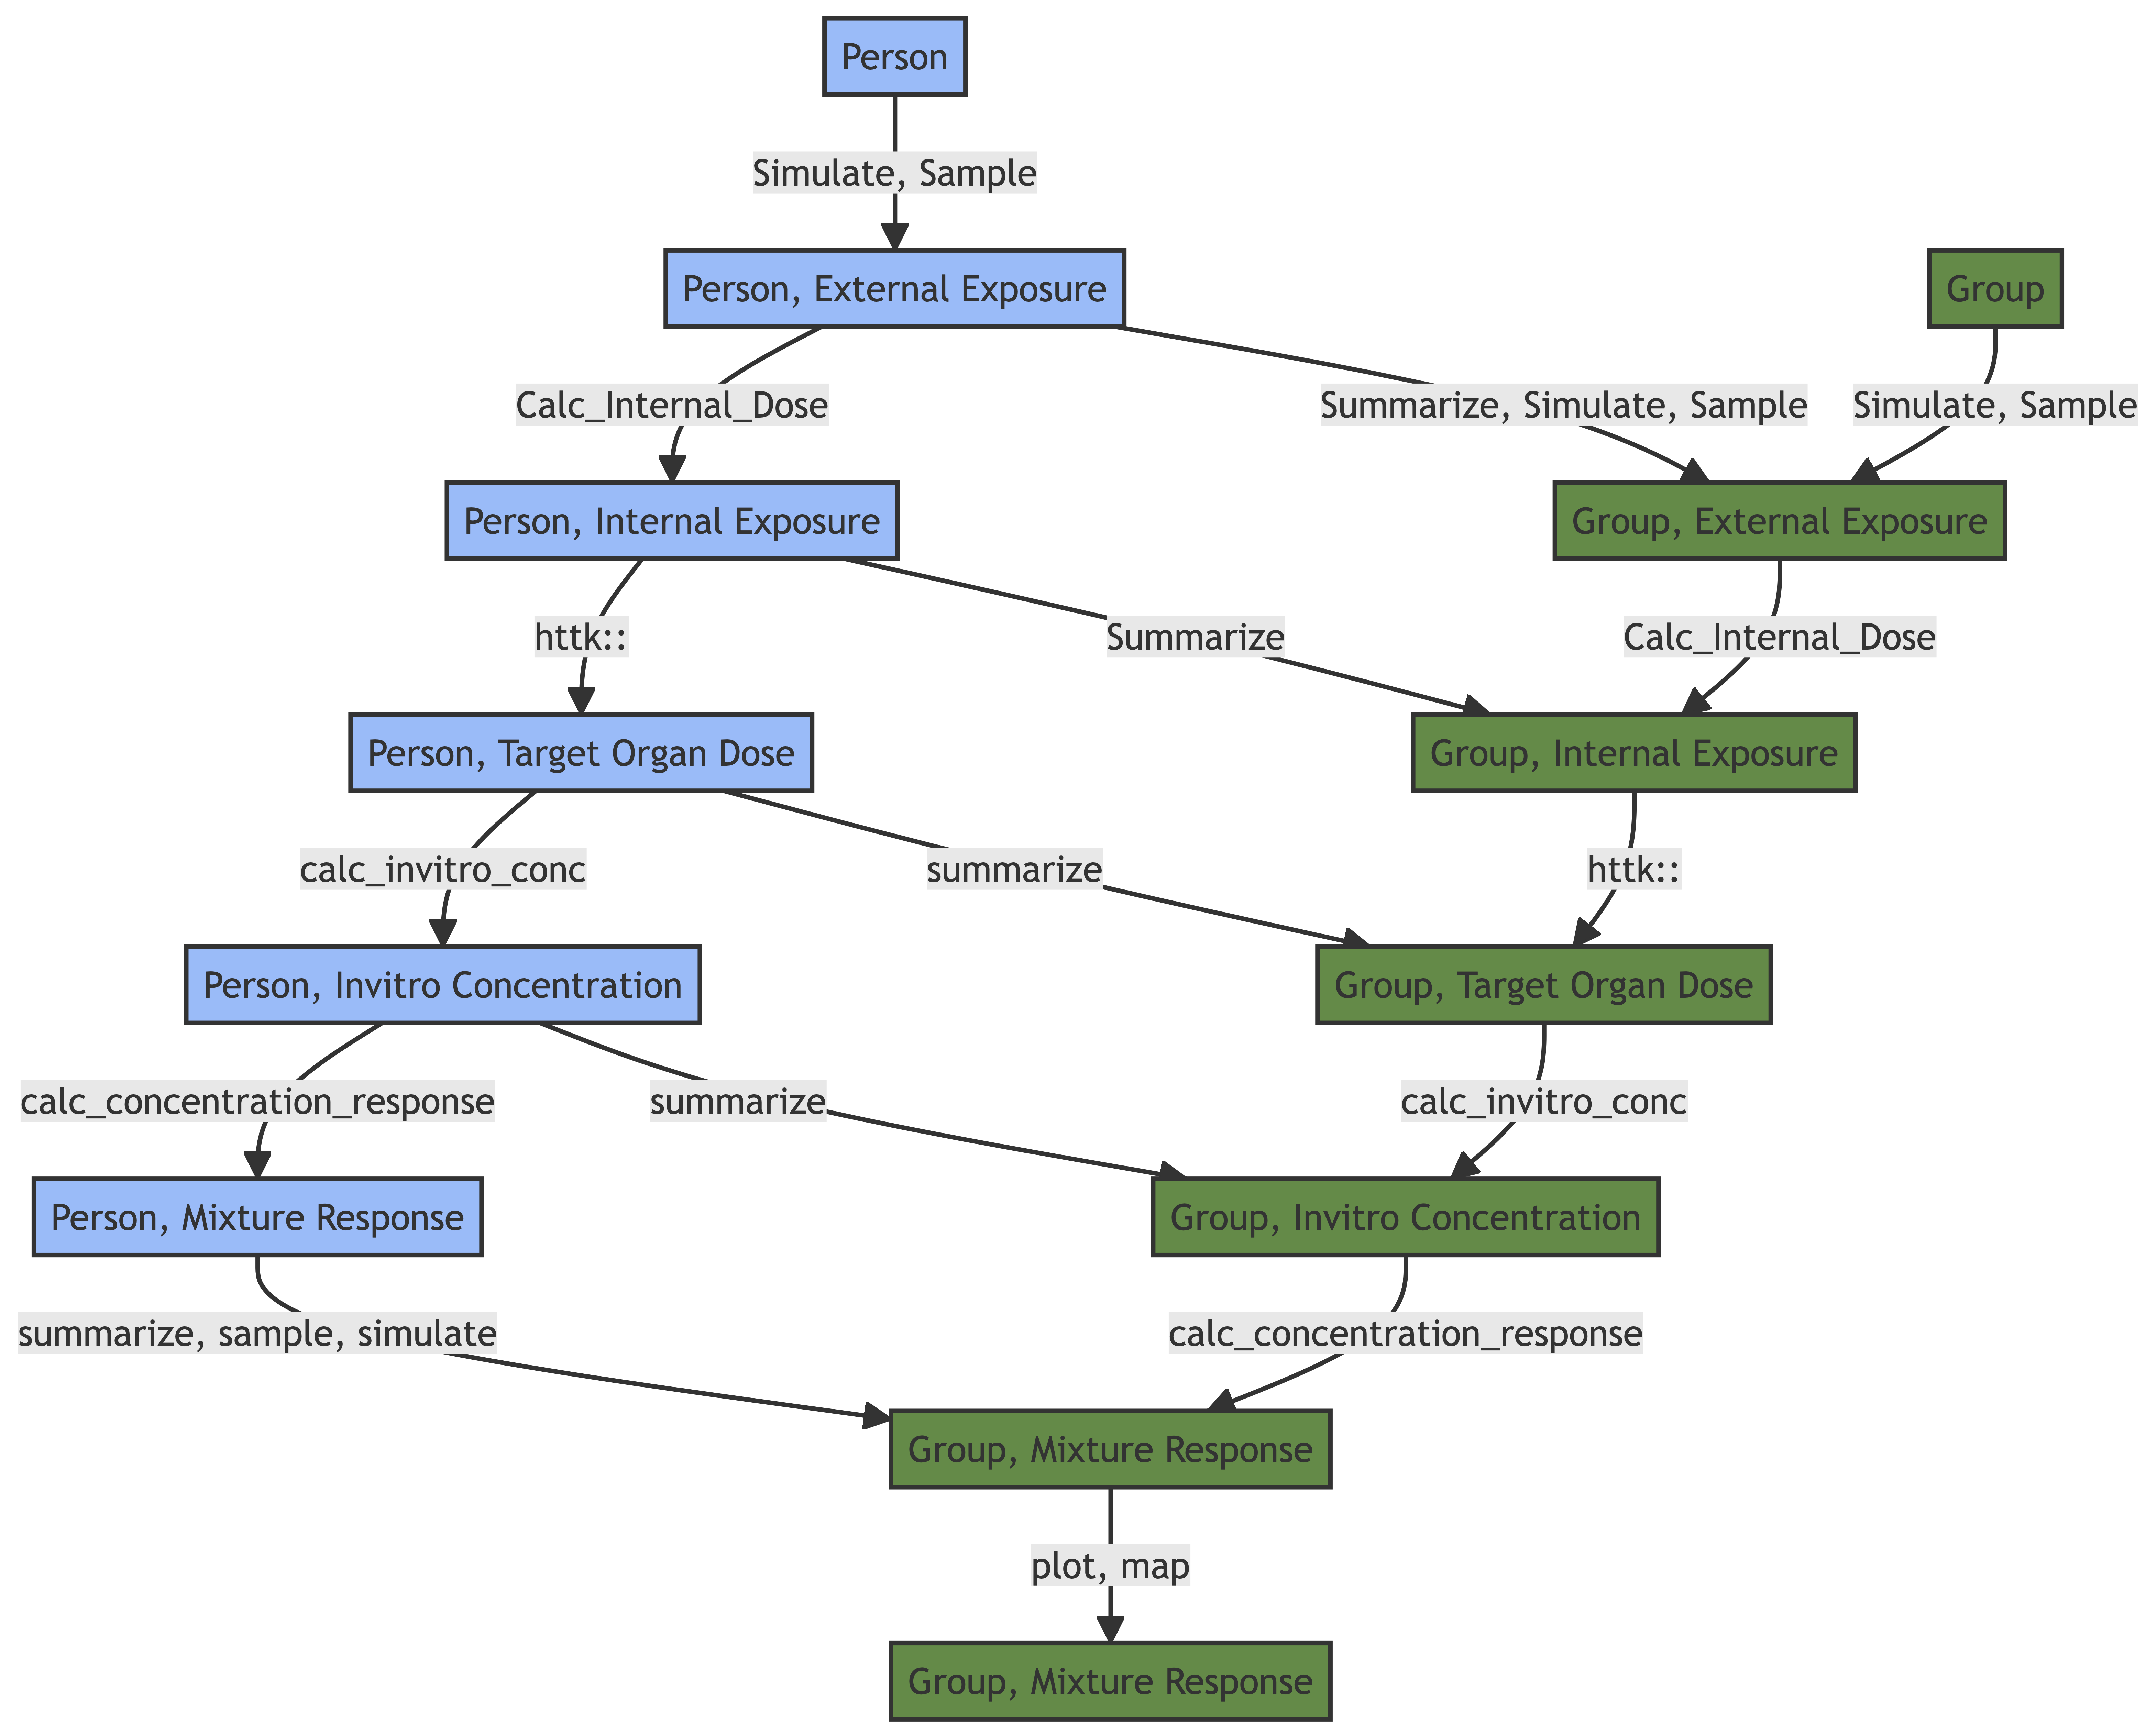 Person
Simulate, Sample
Person, External Exposure
Group
Calc_Internal_Dose
Summarize, Simulate, Sample
Simulate, Sample
Person, Internal Exposure
Group, External Exposure
httk::
Summarize
Calc_Internal_Dose
Person, Target Organ Dose
Group, Internal Exposure
calc_invitro_conc
summarize
httk::
Person, Invitro Concentration
Group, Target Organ Dose
calc_concentration_response
summarize
calc_invitro_conc
Person, Mixture Response
Group, Invitro Concentration
summarize, sample, simulate
calc_concentration_response
Group, Mixture Response
plot, map
Group, Mixture Response